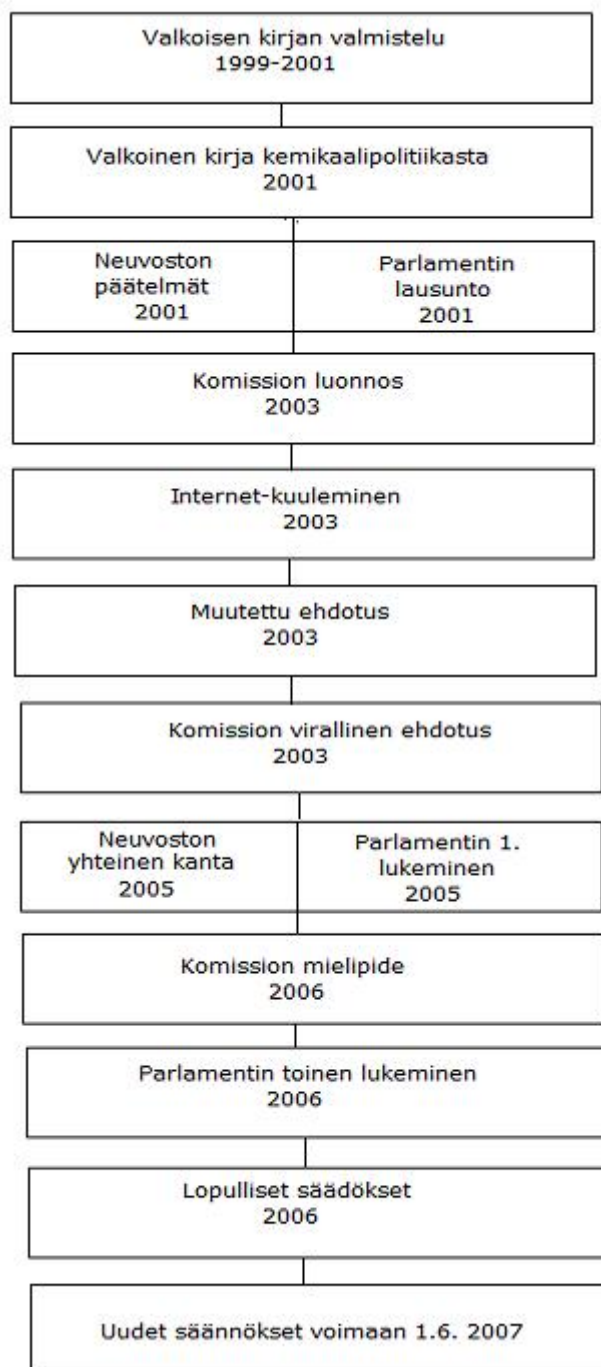 Valkoisen kirjan valmistelu
1999-2001
Valkoinen kirja kemikaalipolitiikasta
2001
Neuvoston
päätelmät
2001
Parlamentin
lausunto
2001
Komission luonnos
2003
Internet-kuuleminen
2003
Muutettu ehdotus
2003
Komission virallinen ehdotus
2003
Neuvoston
yhteinen kanta
2005
Parlamentin 1.
lukeminen
2005
Komission mielipide
2006
Parlamentin toinen lukeminen
2006
Lopulliset säädökset
2006
Uudet säännökset voimaan 1.6. 2007